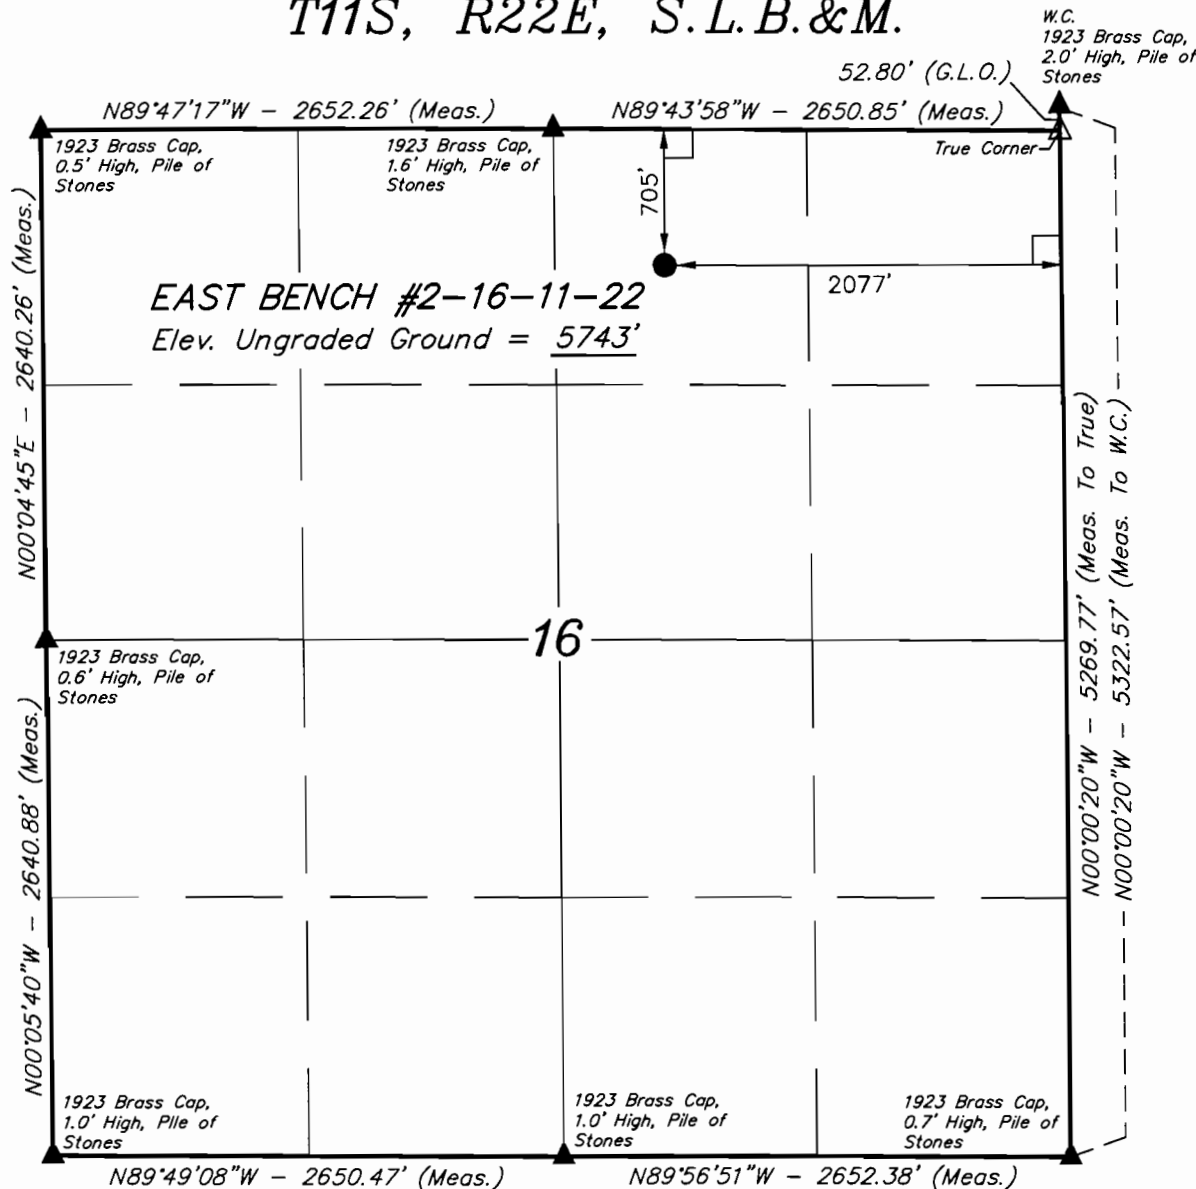 T11S, R22E, S.L.B.&M.
W.C.
1923 Brass Cap,
2.0' High, Pile of
Stones
52.80' (G.L.O.)
N89°47'17"W - 2652.26' (Meas.)
N89°43'58"W - 2650.85' (Meas.)
1923 Brass Cap,
0.5' High, Pile of
Stones
1923 Brass Cap,
1.6' High, Pile of
Stones
True Corner
705'
2077'
EAST BENCH #2-16-11-22
Elev. Ungraded Ground = 5743'
N00°04'45"E - 2640.26' (Meas.)
16
1923 Brass Cap,
0.6' High, Pile of
Stones
N00°00'20"W - 5269.77' (Meas. To True)
N00°00'20"W - 5322.57' (Meas. To W.C.)
N00°05'40"W - 2640.88' (Meas.)
1923 Brass Cap,
1.0' High, Pile of
Stones
1923 Brass Cap,
1.0' High, Pile of
Stones
1923 Brass Cap,
0.7' High, Pile of
Stones
N89°49'08"W - 2650.47' (Meas.)
N89°56'51"W - 2652.38' (Meas.)